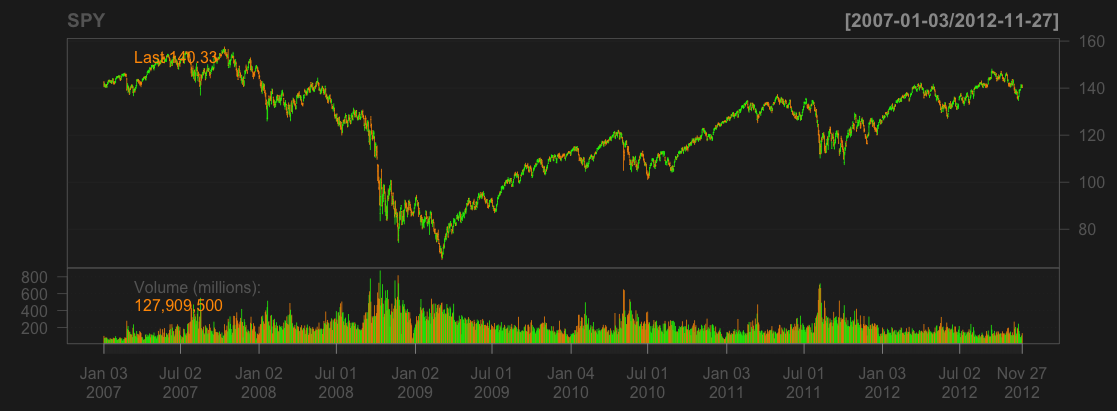 SPY [2007-01-03/2012-11-27]
Last 140.33
160
140
120
100
80
800
600
400
200
Volume (millions):
127,909,500
Jan 03 Jul 02 Jan 02 Jul 01 Jan 02 Jul 01 Jan 04 Jul 01 Jan 03 Jul 01 Jan 03 Jul 02 Nov 27
2007 2007 2008 2008 2009 2009 2010 2010 2011 2011 2012 2012 2012